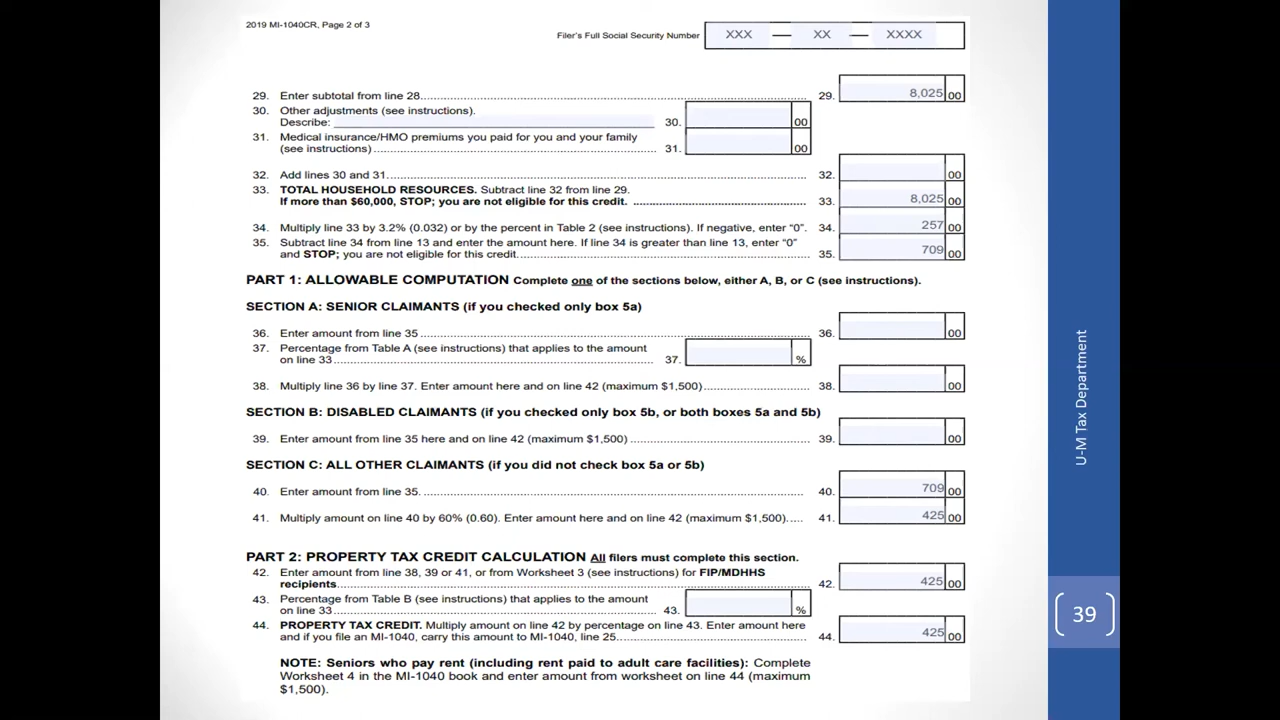 2019 MI-1040CR, Page 2 of 3
Filer's Full Social Security Number XXX — XX — XXXX
29. Enter subtotal from line 28 29. 8,025 00
30. Other adjustments (see instructions).
Describe: 30. 00
31. Medical insurance/HMO premiums you paid for you and your family
(see instructions) 31. 00
32. Add lines 30 and 31 32. 00
33. TOTAL HOUSEHOLD RESOURCES. Subtract line 32 from line 29.
If more than $60,000, STOP; you are not eligible for this credit. 33. 8,025 00
34. Multiply line 33 by 3.2% (0.032) or by the percent in Table 2 (see instructions). If negative, enter “0”. 34. 257 00
35. Subtract line 34 from line 13 and enter the amount here. If line 34 is greater than line 13, enter “0”
and STOP; you are not eligible for this credit. 35. 709 00
PART 1: ALLOWABLE COMPUTATION Complete one of the sections below, either A, B, or C (see instructions).
SECTION A: SENIOR CLAIMANTS (if you checked only box 5a)
36. Enter amount from line 35 36. 00
37. Percentage from Table A (see instructions) that applies to the amount
on line 33 37. %
38. Multiply line 36 by line 37. Enter amount here and on line 42 (maximum $1,500) 38. 00
SECTION B: DISABLED CLAIMANTS (if you checked only box 5b, or both boxes 5a and 5b)
39. Enter amount from line 35 here and on line 42 (maximum $1,500) 39. 00
SECTION C: ALL OTHER CLAIMANTS (if you did not check box 5a or 5b)
40. Enter amount from line 35. 40. 709 00
41. Multiply amount on line 40 by 60% (0.60). Enter amount here and on line 42 (maximum $1,500). 41. 425 00
PART 2: PROPERTY TAX CREDIT CALCULATION All filers must complete this section.
42. Enter amount from line 38, 39 or 41, or from Worksheet 3 (see instructions) for FIP/MDHHS
recipients 42. 425 00
43. Percentage from Table B (see instructions) that applies to the amount
on line 33 43. %
44. PROPERTY TAX CREDIT. Multiply amount on line 42 by percentage on line 43. Enter amount here
and if you file an MI-1040, carry this amount to MI-1040, line 25 44. 425 00
NOTE: Seniors who pay rent (including rent paid to adult care facilities): Complete
Worksheet 4 in the MI-1040 book and enter amount from worksheet on line 44 (maximum
$1,500).
U-M Tax Department
39